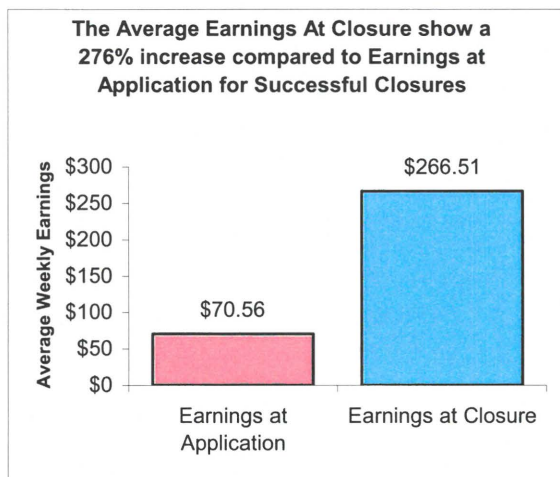 The Average Earnings At Closure show a
276% increase compared to Earnings at
Application for Successful Closures
Average Weekly Earnings
$300
$250
$200
$150
$100
$50
$0
$70.56
$266.51
Earnings at
Application
Earnings at Closure